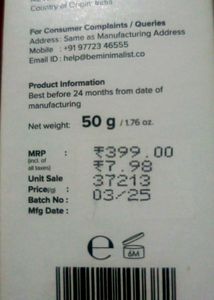 Country of Origin: India
For Consumer Complaints / Queries
Address: Same as Manufacturing Address
Mobile : +91 97723 46555
Email ID : help@beminimalist.co
Product Information
Best before 24 months from date of
manufacturing
Net weight: 50 g / 1.76 oz.
MRP : ₹399.00
(incl. of
all taxes) ₹7.98
Unit Sale 37213
Price(/g) : 03/25
Batch No :
Mfg Date :
e 6M